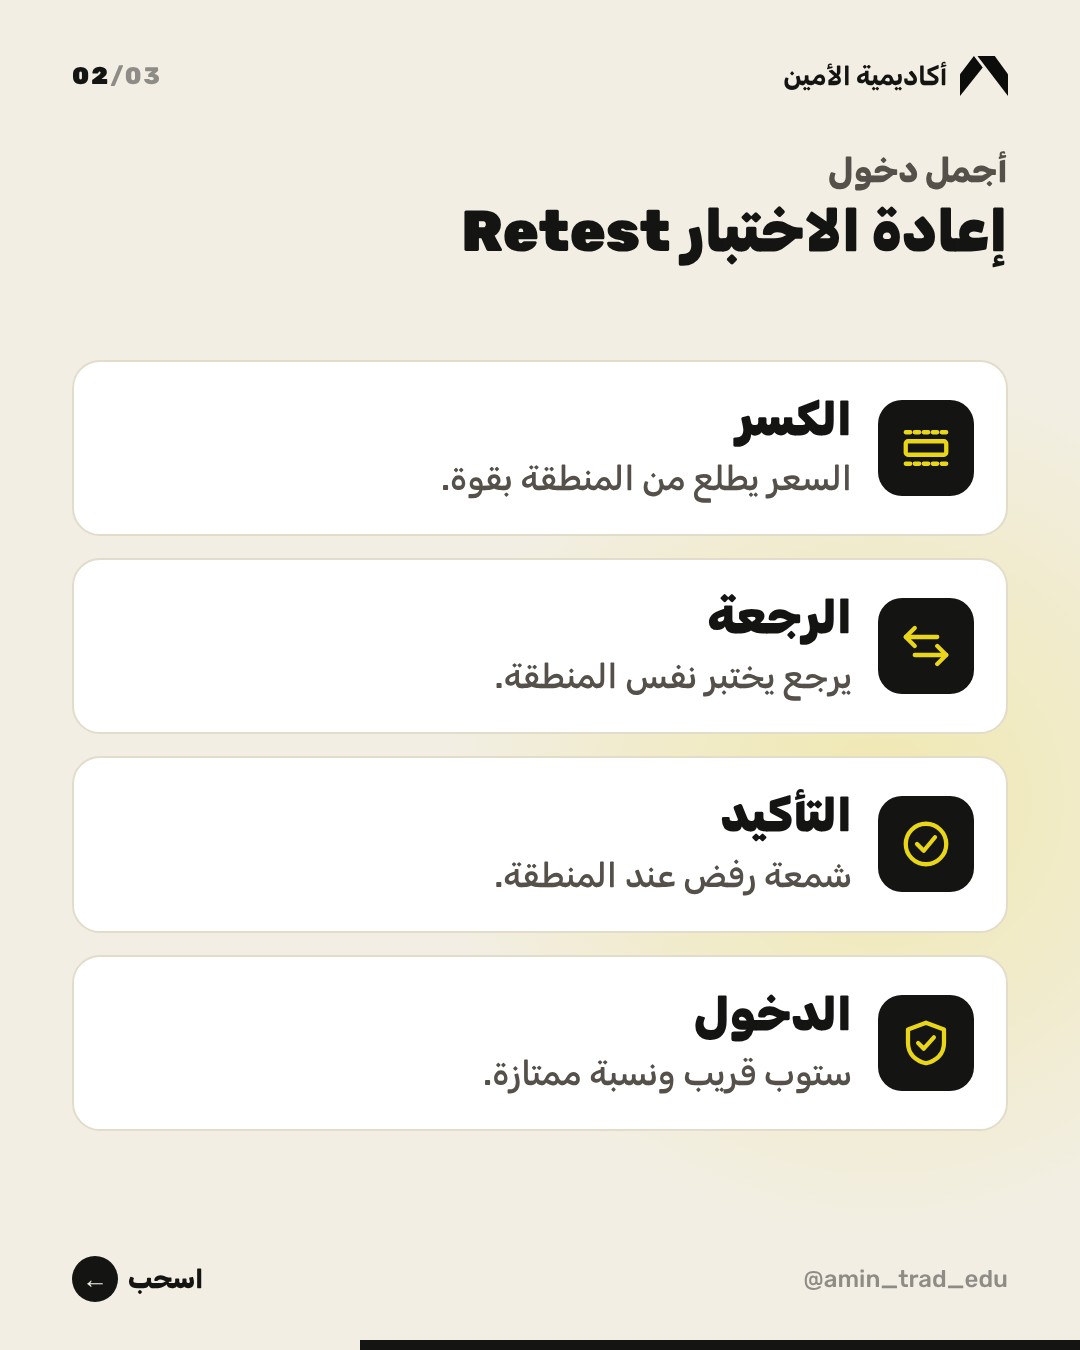 أكاديمية الأمين
02/03
أجمل دخول
إعادة الاختبار Retest
الكسر
السعر يطلع من المنطقة بقوة.
الرجعة
يرجع يختبر نفس المنطقة.
التأكيد
شمعة رفض عند المنطقة.
الدخول
ستوب قريب ونسبة ممتازة.
@amin_trad_edu
اسحب ←